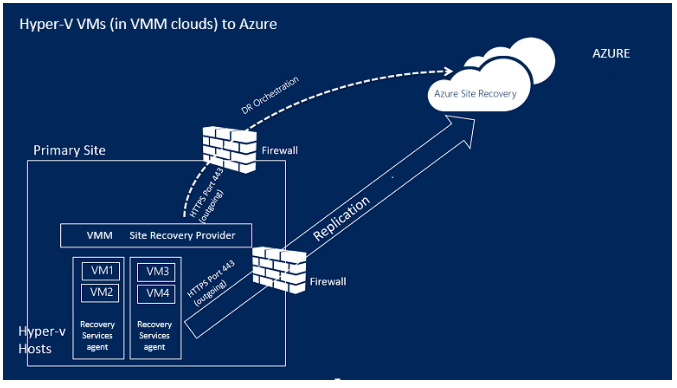 Hyper-V VMs (in VMM clouds) to Azure
AZURE
Azure Site Recovery
DR Orchestration
Firewall
Primary Site
HTTPS Port 443
(outgoing)
VMM Site Recovery Provider
Replication
VM1
VM2
VM3
VM4
HTTPS Port 443
(outgoing)
Firewall
Recovery
Services
agent
Recovery
Services
agent
Hyper-v
Hosts